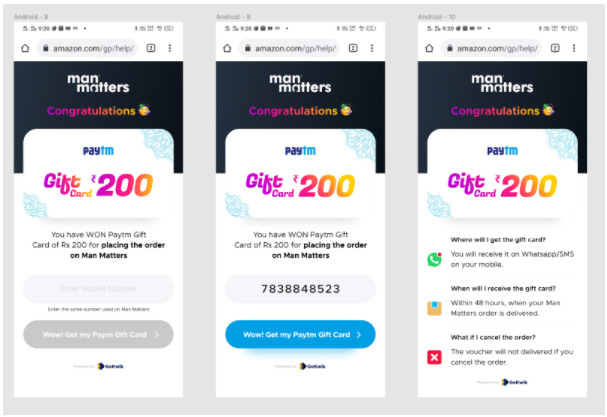 Android - 8
9:20
amazon.com/gp/help/
2
man
matters
Congratulations
paytm
Gift Card ₹200
You have WON Paytm Gift
Card of Rs 200 for placing the order
on Man Matters
Enter Mobile Number
Enter the same number used on Man Matters
Wow! Get my Paym Gift Card >
Powered by GoKwik
Android - 9
9:20
amazon.com/gp/help/
2
man
matters
Congratulations
paytm
Gift Card ₹200
You have WON Paytm Gift
Card of Rs 200 for placing the order
on Man Matters
7838848523
Wow! Get my Paytm Gift Card >
Powered by GoKwik
Android - 10
9:20
amazon.com/gp/help/
2
man
matters
Congratulations
paytm
Gift Card ₹200
Where will I get the gift card?
You will receive it on Whatsapp/SMS
on your mobile.
When will I receive the gift card?
Within 48 hours, when your Man
Matters order is delivered.
What if I cancel the order?
The voucher will not delivered if you
cancel the order.
Powered by GoKwik